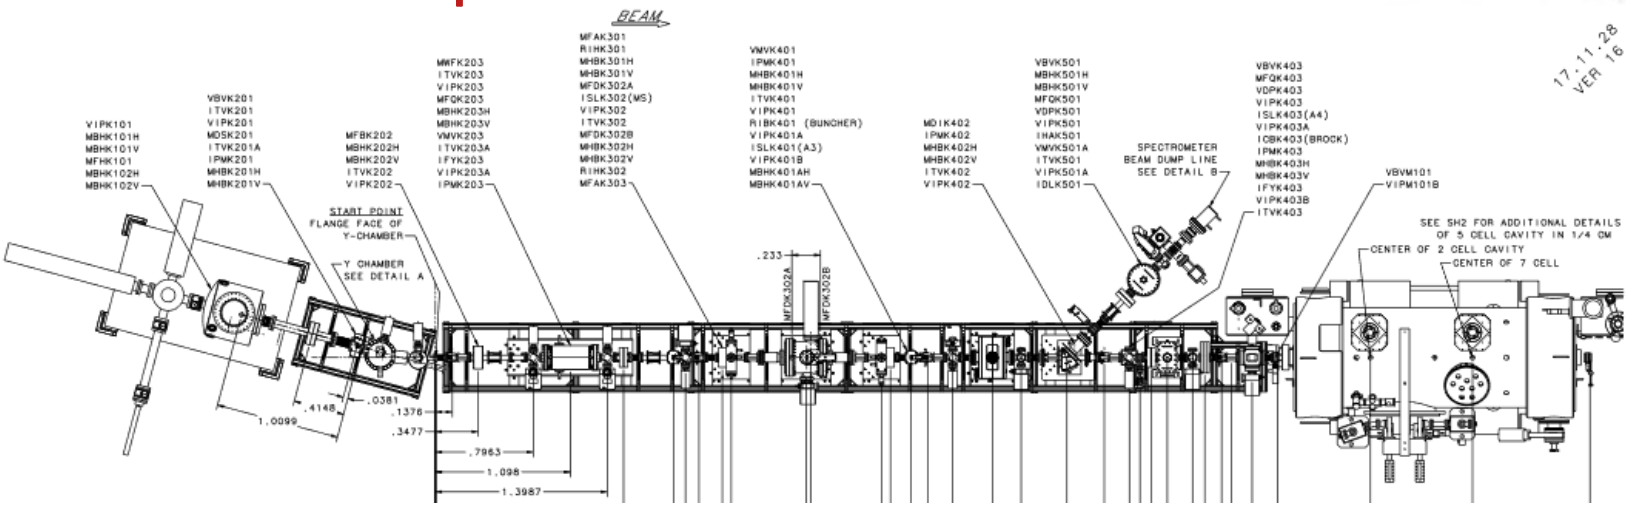 BEAM
17.11.28
VER 16
VIPK101
MBHK101H
MBHK101V
MFHK101
MBHK102H
MBHK102V
VBVK201
ITVK201
VIPK201
MDSK201
ITVK201A
IPMK201
MHBK201H
MHBK201V
MFBK202
MBHK202H
MBHK202V
ITVK202
VIPK202
MWFK203
ITVK203
VIPK203
MFQK203
MBHK203H
MBHK203V
VMVK203
ITVK203A
IFYK203
VIPK203A
IPMK203
MFAK301
RIHK301
MHBK301H
MHBK301V
MFDK302A
ISLK302(MS)
VIPK302
ITVK302
MFDK302B
MHBK302H
MHBK302V
RIHK302
MFAK303
VMVK401
IPMK401
MHBK401H
MHBK401V
ITVK401
VIPK401
RIBK401 (BUNCHER)
VIPK401A
ISLK401(A3)
VIPK401B
MBHK401AH
MBHK401AV
MDIK402
IPMK402
MHBK402H
MHBK402V
ITVK402
VIPK402
VBVK501
MBHK501H
MBHK501V
MFQK501
VDPK501
VIPK501
IHAK501
VMVK501A
ITVK501
VIPK501A
IDLK501
SPECTROMETER
BEAM DUMP LINE
SEE DETAIL B
VBVK403
MFQK403
VDPK403
VIPK403
ISLK403(A4)
VIPK403A
ICBK403(BROCK)
IPMK403
MHBK403H
MHBK403V
IFYK403
VIPK403B
ITVK403
VBVM101
VIPM101B
START POINT
FLANGE FACE OF
Y-CHAMBER
Y CHAMBER
SEE DETAIL A
SEE SH2 FOR ADDITIONAL DETAILS
OF 5 CELL CAVITY IN 1/4 CM
CENTER OF 2 CELL CAVITY
CENTER OF 7 CELL
.233
MFDK302A
MFDK302B
.0381
.4148
1.0099
.1376
.3477
.7963
1.098
1.3987